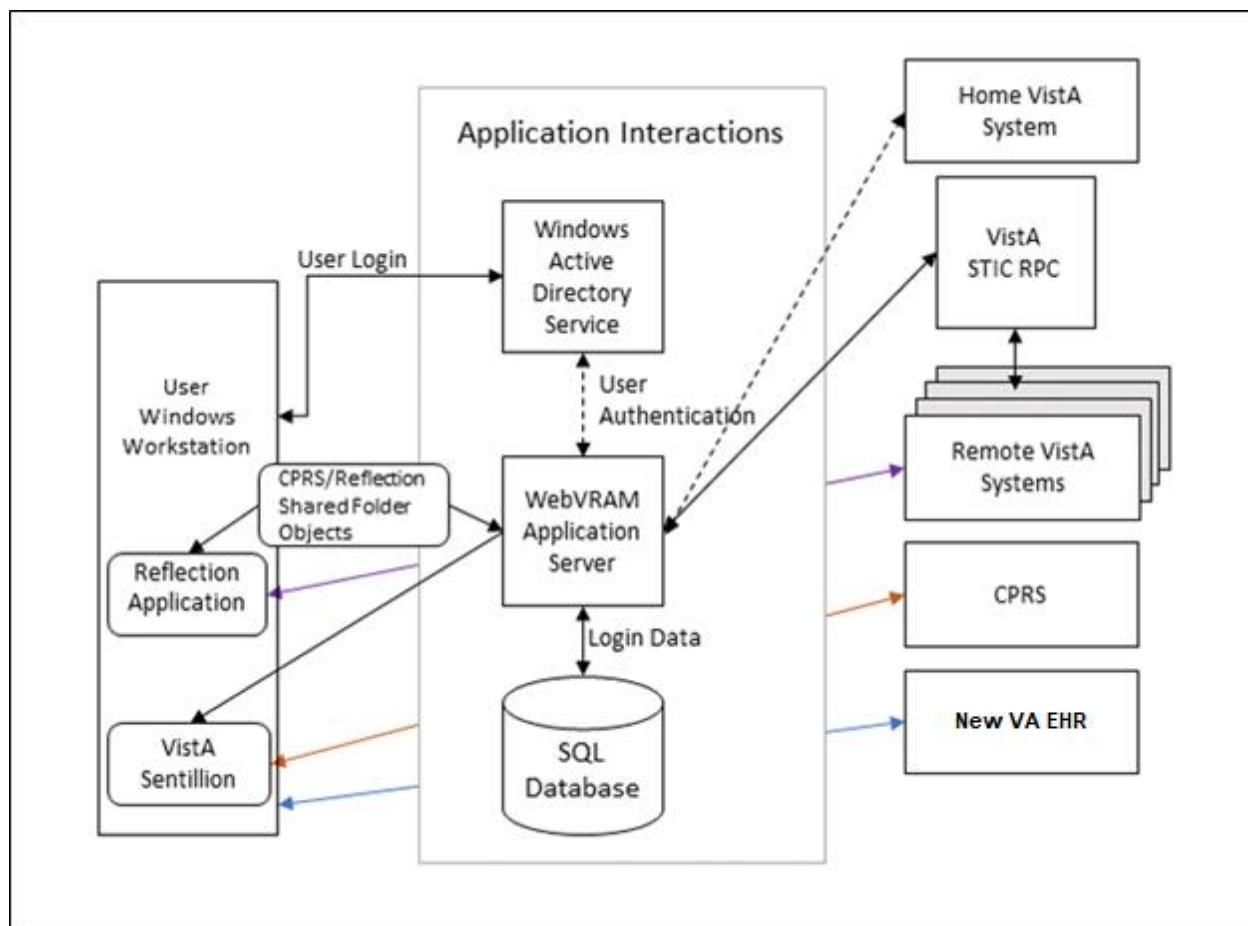 Application Interactions
Home VistA
System
Windows
Active
Directory
Service
VistA
STIC RPC
User Login
User
Windows
Workstation
User
Authentication
CPRS/Reflection
Shared Folder
Objects
WebVRAM
Application
Server
Remote VistA
Systems
Reflection
Application
CPRS
Login Data
VistA
Sentillion
SQL
Database
New VA EHR